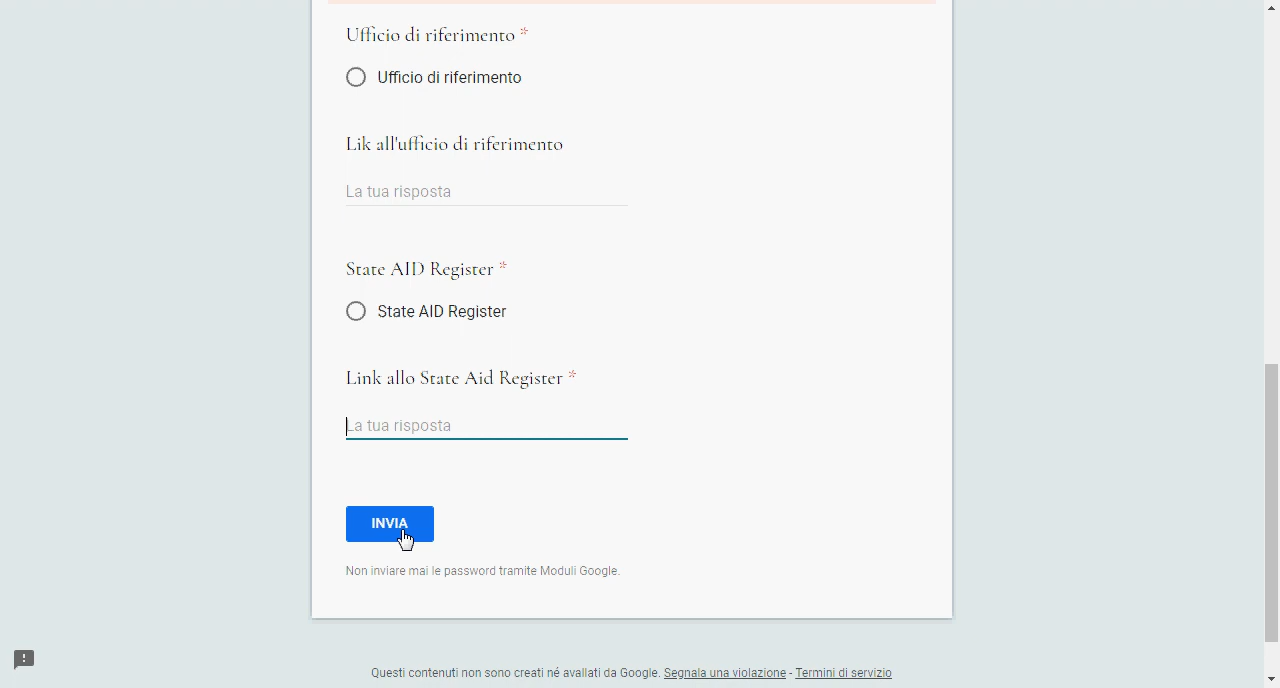 Ufficio di riferimento *
Ufficio di riferimento
Lik all'ufficio di riferimento
La tua risposta
State AID Register *
State AID Register
Link allo State Aid Register *
La tua risposta
INVIA
Non inviare mai le password tramite Moduli Google.
Questi contenuti non sono creati né avallati da Google. Segnala una violazione - Termini di servizio